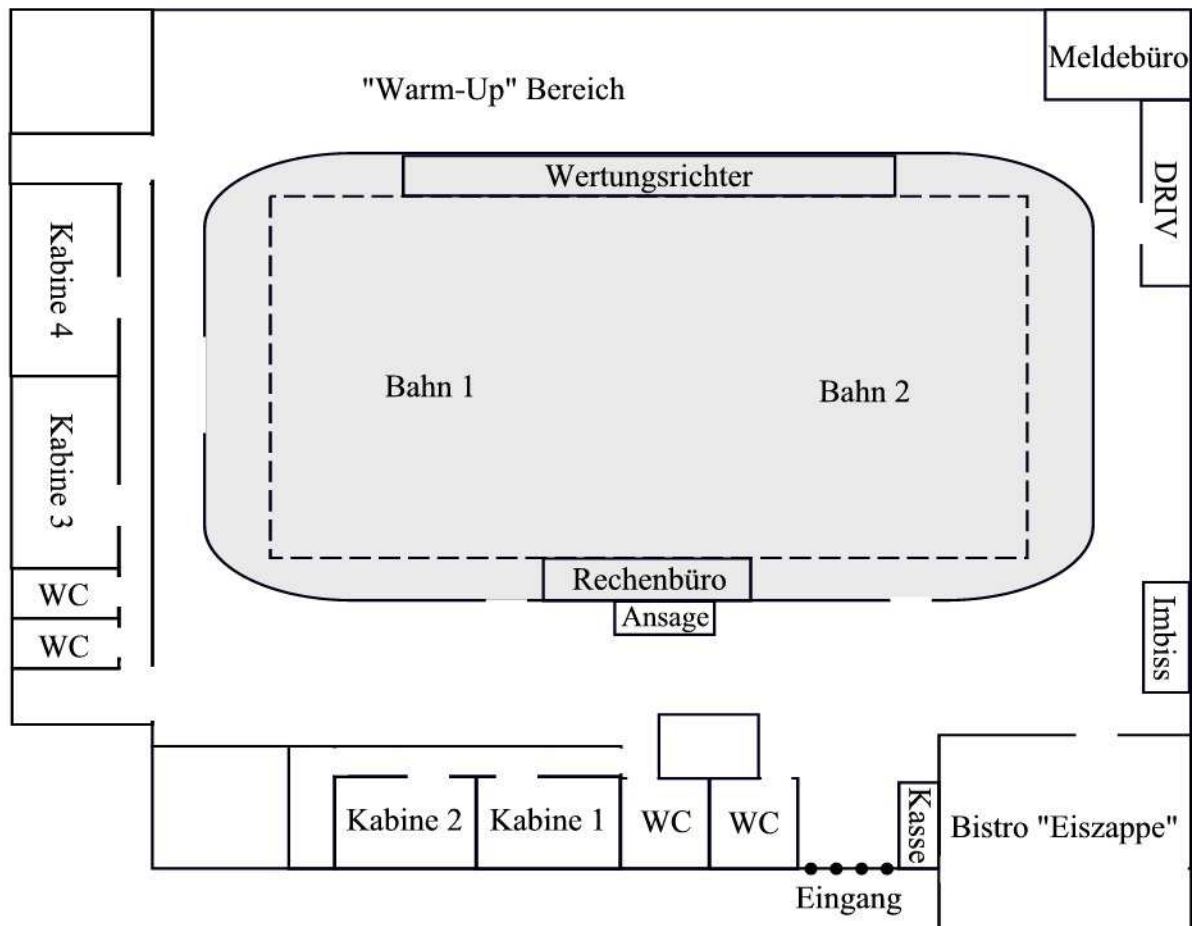 Meldebüro
"Warm-Up" Bereich
DRIV
Wertungsrichter
Kabine 4
Bahn 1
Bahn 2
Kabine 3
Rechenbüro
WC
Ansage
Imbiss
WC
Kabine 2
Kabine 1
WC
WC
Kasse
Bistro "Eiszappe"
Eingang